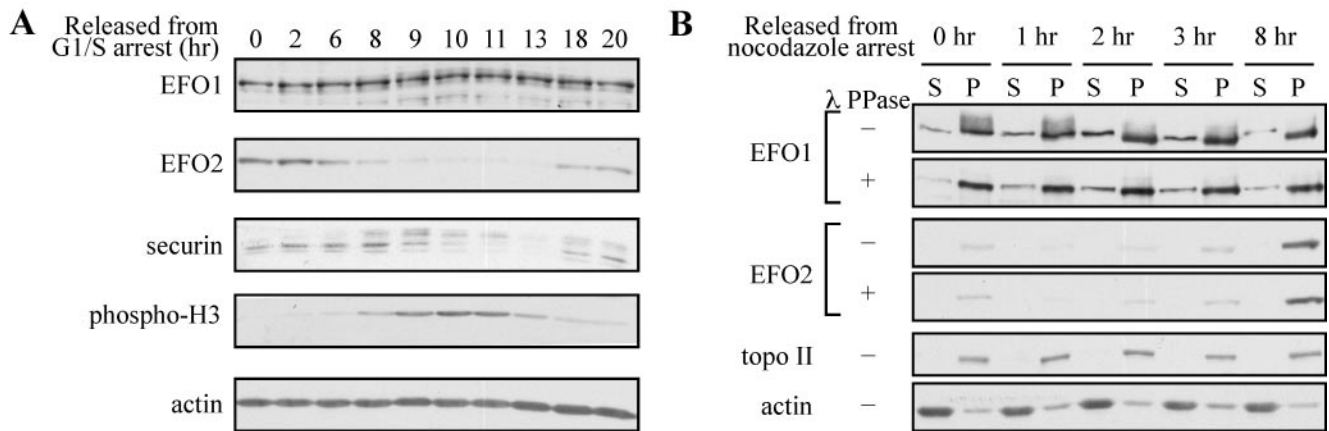 A
Released from
G1/S arrest (hr)
0 2 6 8 9 10 11 13 18 20
EFO1
EFO2
securin
phospho-H3
actin
B
Released from
nocodazole arrest
0 hr 1 hr 2 hr 3 hr 8 hr
λ PPase
S P S P S P S P S P
EFO1
−
+
EFO2
−
+
topo II −
actin −